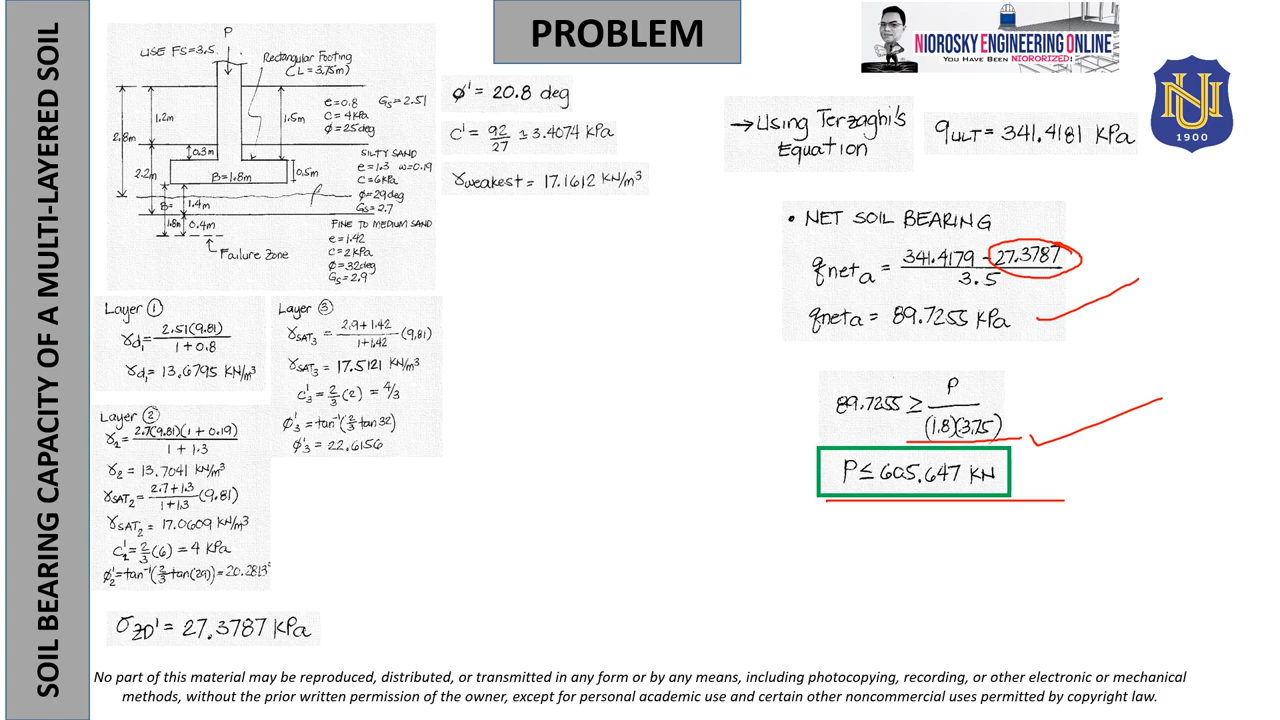 SOIL BEARING CAPACITY OF A MULTI-LAYERED SOIL
PROBLEM
NIOROSKY ENGINEERING ONLINE
YOU HAVE BEEN NIORORIZED!
NU
1900
USE FS=3.5
P
Rectangular Footing
(L = 3.75m)
e=0.8 Gs=2.51
c=4kPa
φ=25deg
1.2m
1.5m
2.8m
0.3m
SILTY SAND
e=1.3 w=0.19
c=6kPa
φ=29deg
Gs=2.7
2.2m
B=1.8m
0.5m
B=
1.8m
1.4m
0.4m
Failure Zone
FINE TO MEDIUM SAND
e=1.42
c=2kPa
φ=32deg
Gs=2.9
Layer ①
γd₁= 2.51(9.81) / 1+0.8
γd₁= 13.6795 KN/m³
Layer ②
γ₂= 2.7(9.81)(1+0.19) / 1+1.3
γ₂= 13.7041 KN/m³
γSAT₂= 2.7+1.3 / 1+1.3 (9.81)
γSAT₂= 17.0609 KN/m³
C₂'= 2/3 (6) = 4 kPa
φ₂'=tan⁻¹(2/3 tan(29))=20.2813°
Layer ③
γSAT₃= 2.9+1.42 / 1+1.42 (9.81)
γSAT₃= 17.5121 KN/m³
C₃'= 2/3 (2) = 4/3
φ₃'= tan⁻¹(2/3 tan32)
φ₃'= 22.6156
σZD' = 27.3787 KPa
φ' = 20.8 deg
C' = 92/27 ≃ 3.4074 KPa
γweakest = 17.1612 KN/m³
→Using Terzaghi's
Equation
qULT = 341.4181 KPa
• NET SOIL BEARING
qneta = 341.4179 - 27.3787 / 3.5
qneta = 89.7255 KPa
89.7255 ≥ P / (1.8)(3.75)
P ≤ 605.647 KN
No part of this material may be reproduced, distributed, or transmitted in any form or by any means, including photocopying, recording, or other electronic or mechanical
methods, without the prior written permission of the owner, except for personal academic use and certain other noncommercial uses permitted by copyright law.